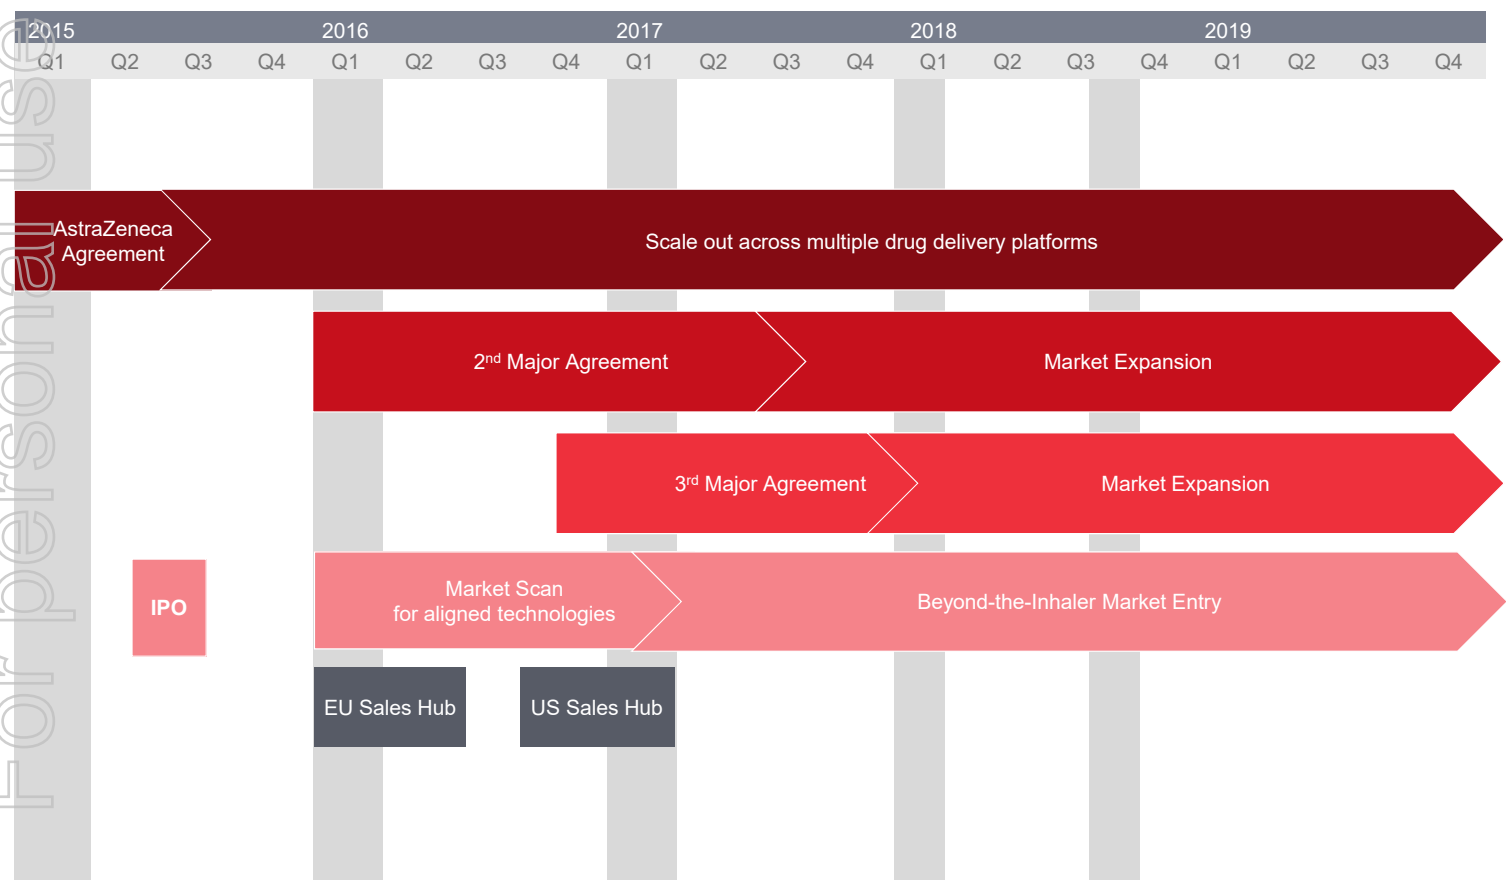 2015 2016 2017 2018 2019
Q1 Q2 Q3 Q4 Q1 Q2 Q3 Q4 Q1 Q2 Q3 Q4 Q1 Q2 Q3 Q4 Q1 Q2 Q3 Q4
AstraZeneca
Agreement
Scale out across multiple drug delivery platforms
2nd Major Agreement
Market Expansion
3rd Major Agreement
Market Expansion
IPO
Market Scan
for aligned technologies
Beyond-the-Inhaler Market Entry
EU Sales Hub
US Sales Hub
For personal use